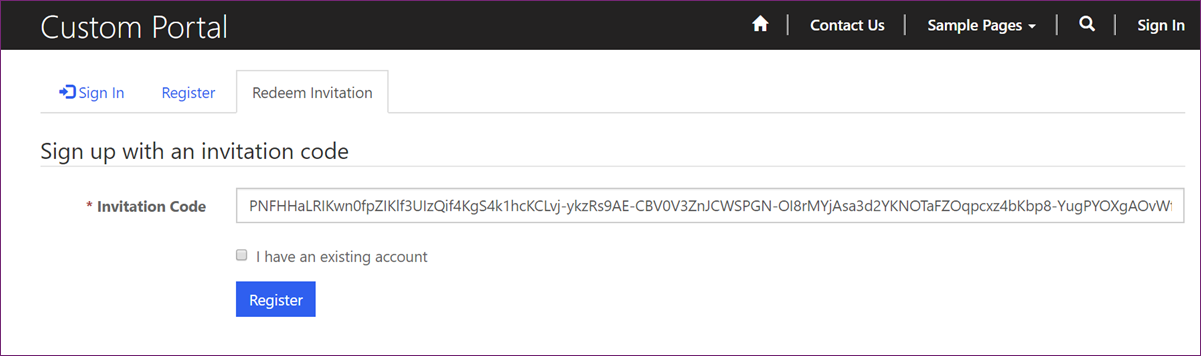 Custom Portal
Contact Us
Sample Pages
Sign In
Sign In
Register
Redeem Invitation
Sign up with an invitation code
* Invitation Code
PNFHHaLRIKwn0fpZIKlf3UIzQif4KgS4k1hcKCLvj-ykzRs9AE-CBV0V3ZnJCWSPGN-OI8rMYjAsa3d2YKNOTaFZOqpcxz4bKbp8-YugPYOXgAOvW
I have an existing account
Register